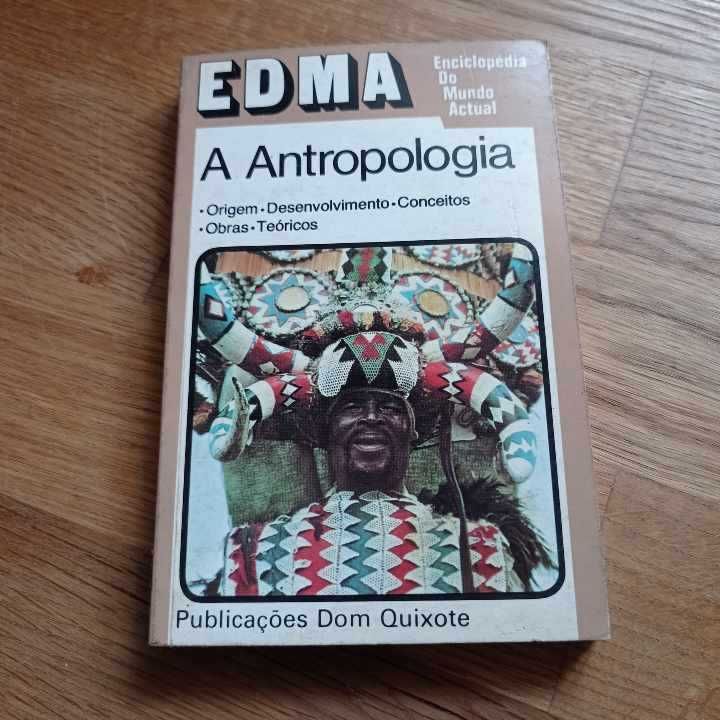 EDMA
Enciclopédia
Do
Mundo
Actual
A Antropologia
• Origem • Desenvolvimento • Conceitos
• Obras • Teóricos
Publicações Dom Quixote